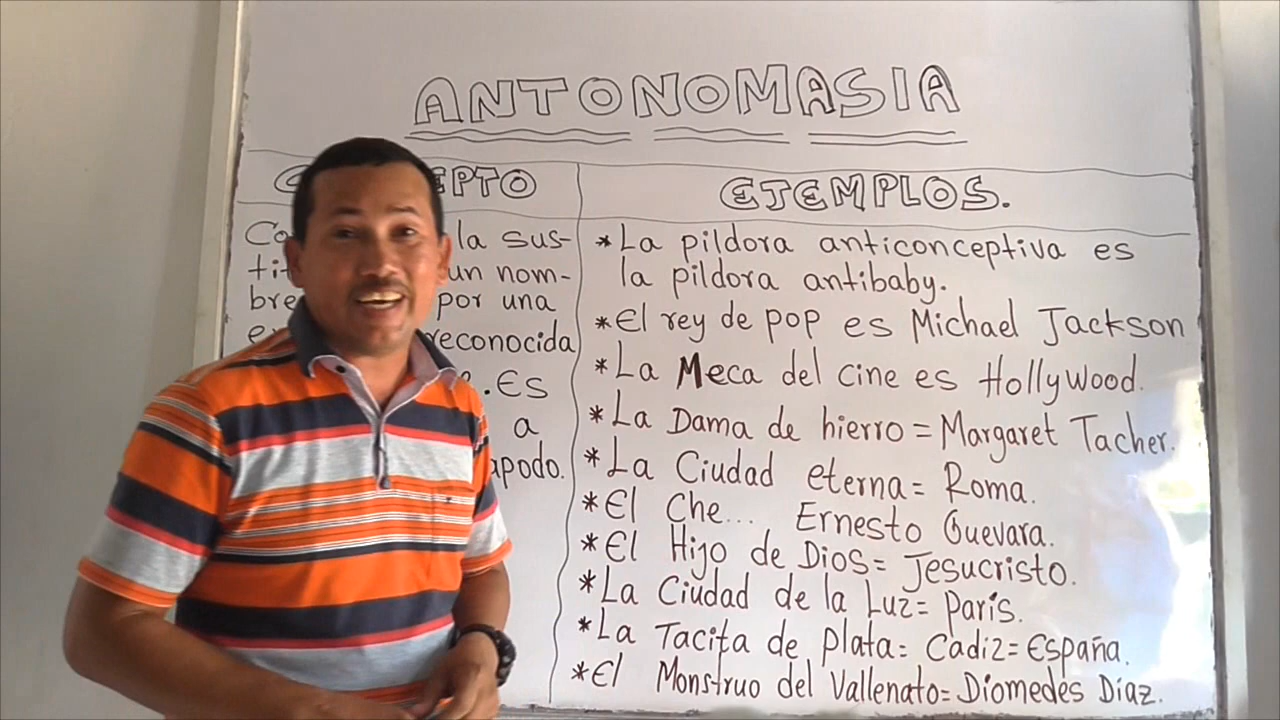 ANTONOMASIA
EPTO
la sus-
un nom-
bre por una
reconocida
Es
a
apodo.
EJEMPLOS.
*La pildora anticonceptiva es
la pildora antibaby.
*El rey de pop es Michael Jackson
*La Meca del cine es Hollywood.
*La Dama de hierro = Margaret Tacher.
*La Ciudad eterna = Roma.
*El Che... Ernesto Guevara.
*El Hijo de Dios = Jesucristo.
*La Ciudad de la Luz = París.
*La Tacita de Plata = Cadiz = España.
*El Monstruo del Vallenato = Diomedes Diaz.